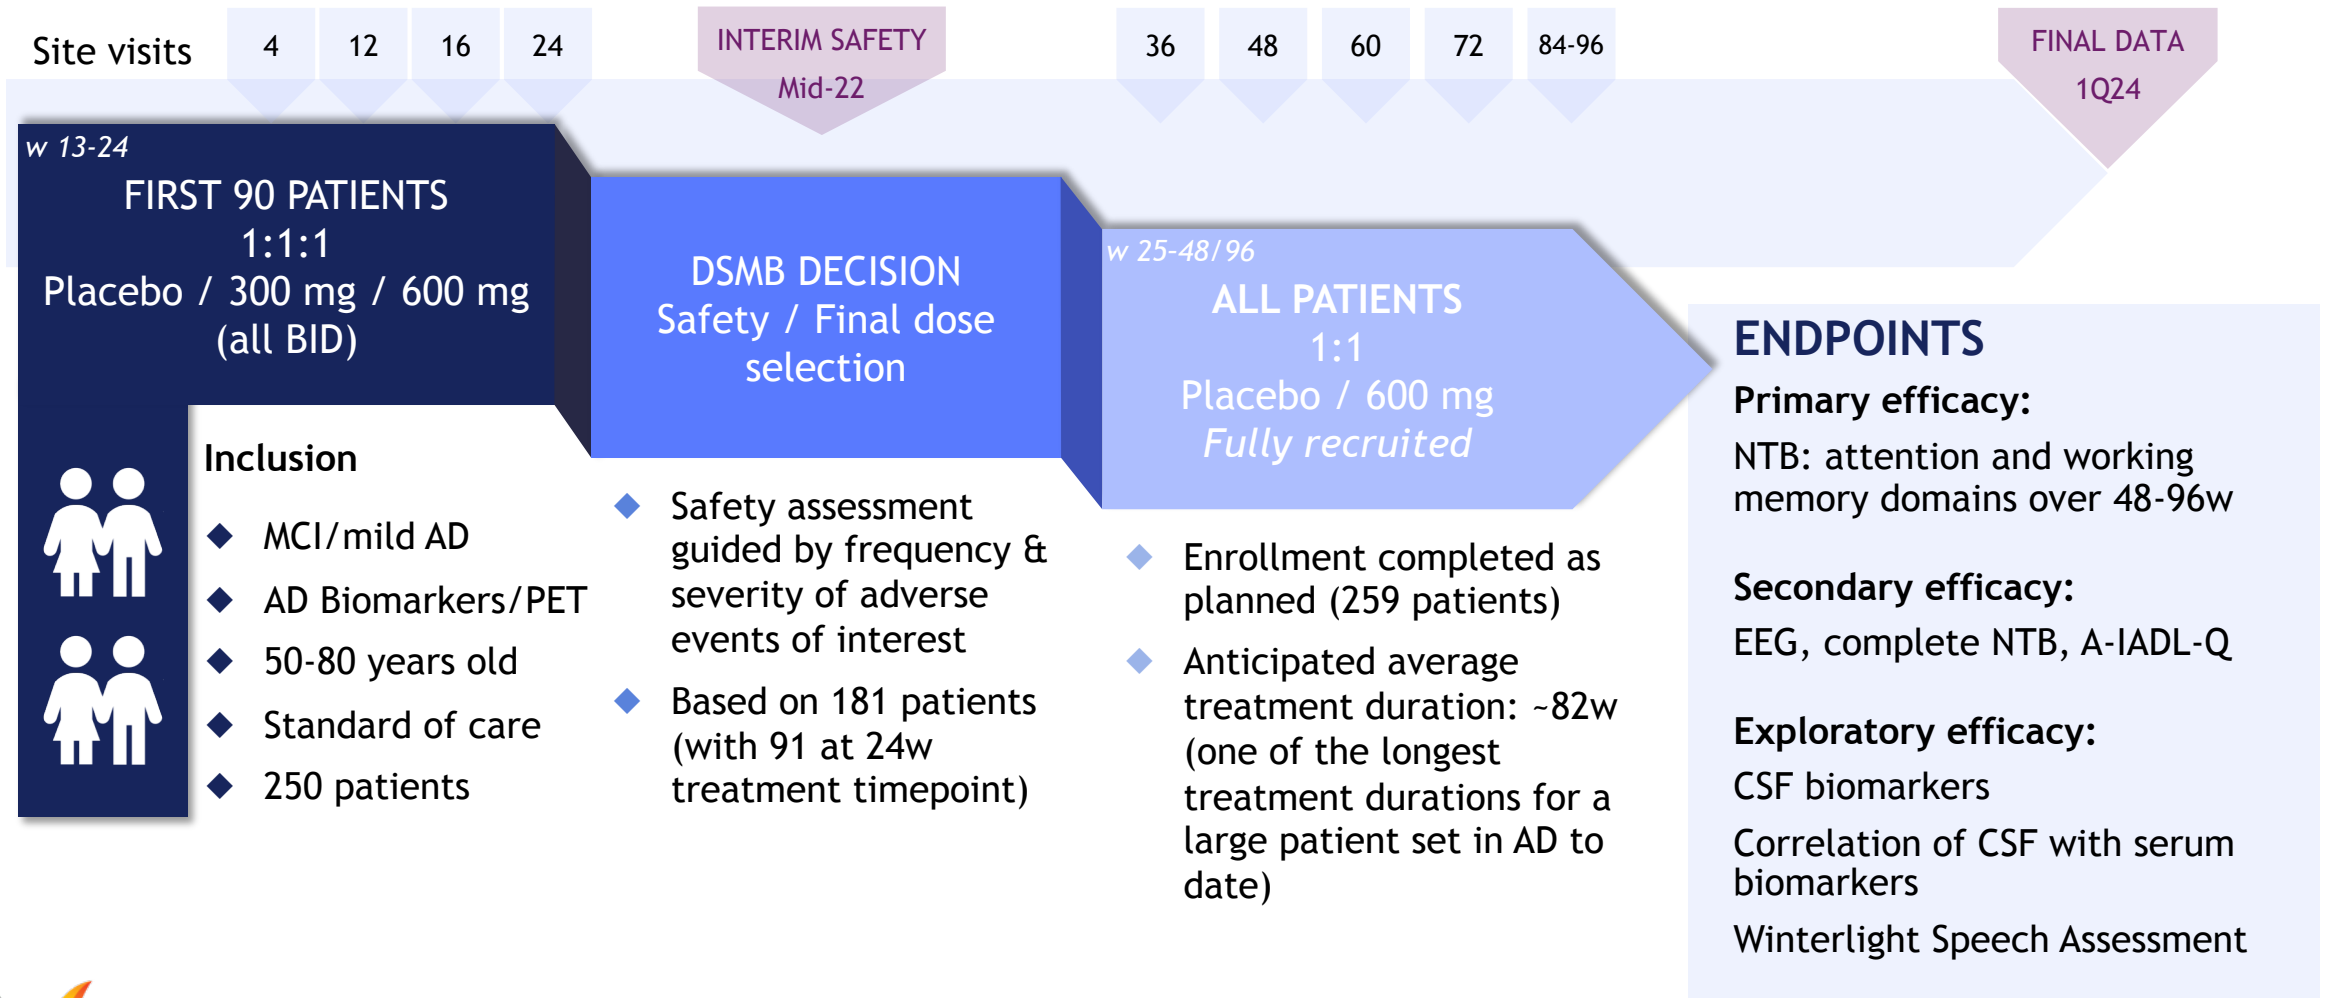 Site visits
4
12
16
24
INTERIM SAFETY
Mid-22
36
48
60
72
84-96
FINAL DATA
1Q24
w 13-24
FIRST 90 PATIENTS
1:1:1
Placebo / 300 mg / 600 mg
(all BID)
Inclusion
MCI/mild AD
AD Biomarkers/PET
50-80 years old
Standard of care
250 patients
DSMB DECISION
Safety / Final dose
selection
Safety assessment
guided by frequency &
severity of adverse
events of interest
Based on 181 patients
(with 91 at 24w
treatment timepoint)
w 25-48/96
ALL PATIENTS
1:1
Placebo / 600 mg
Fully recruited
Enrollment completed as
planned (259 patients)
Anticipated average
treatment duration: ~82w
(one of the longest
treatment durations for a
large patient set in AD to
date)
ENDPOINTS
Primary efficacy:
NTB: attention and working
memory domains over 48-96w
Secondary efficacy:
EEG, complete NTB, A-IADL-Q
Exploratory efficacy:
CSF biomarkers
Correlation of CSF with serum
biomarkers
Winterlight Speech Assessment